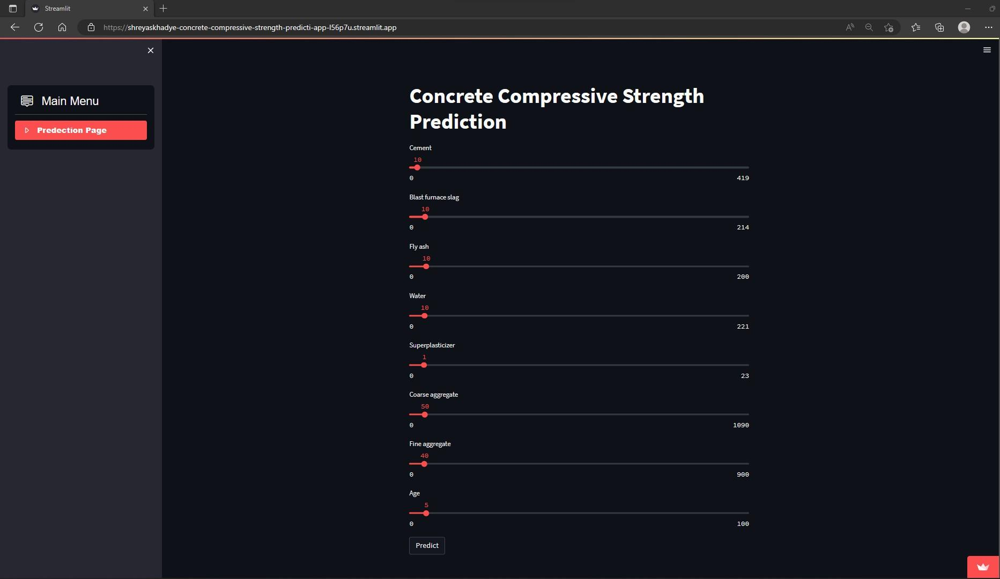 Streamlit
https://shreyaskhadye-concrete-compressive-strength-predicti-app-l56p7u.streamlit.app
Main Menu
Predection Page
Concrete Compressive Strength
Prediction
Cement
10
0 419
Blast furnace slag
10
0 214
Fly ash
10
0 200
Water
10
0 221
Superplasticizer
1
0 23
Coarse aggregate
50
0 1090
Fine aggregate
40
0 900
Age
5
0 100
Predict